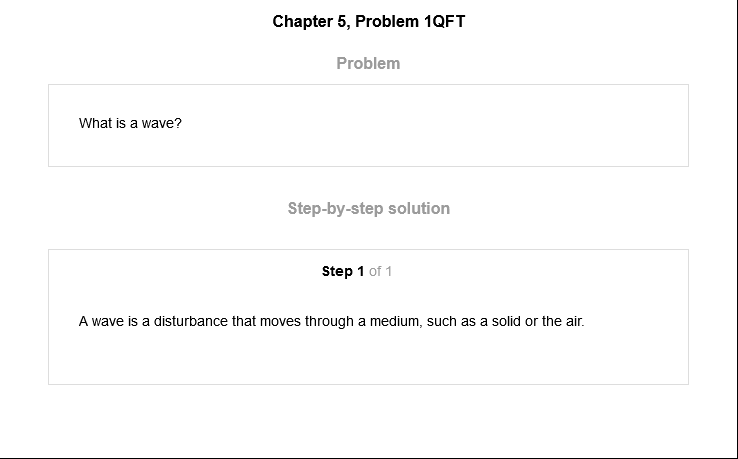 Chapter 5, Problem 1QFT
Problem
What is a wave?
Step-by-step solution
Step 1 of 1
A wave is a disturbance that moves through a medium, such as a solid or the air.